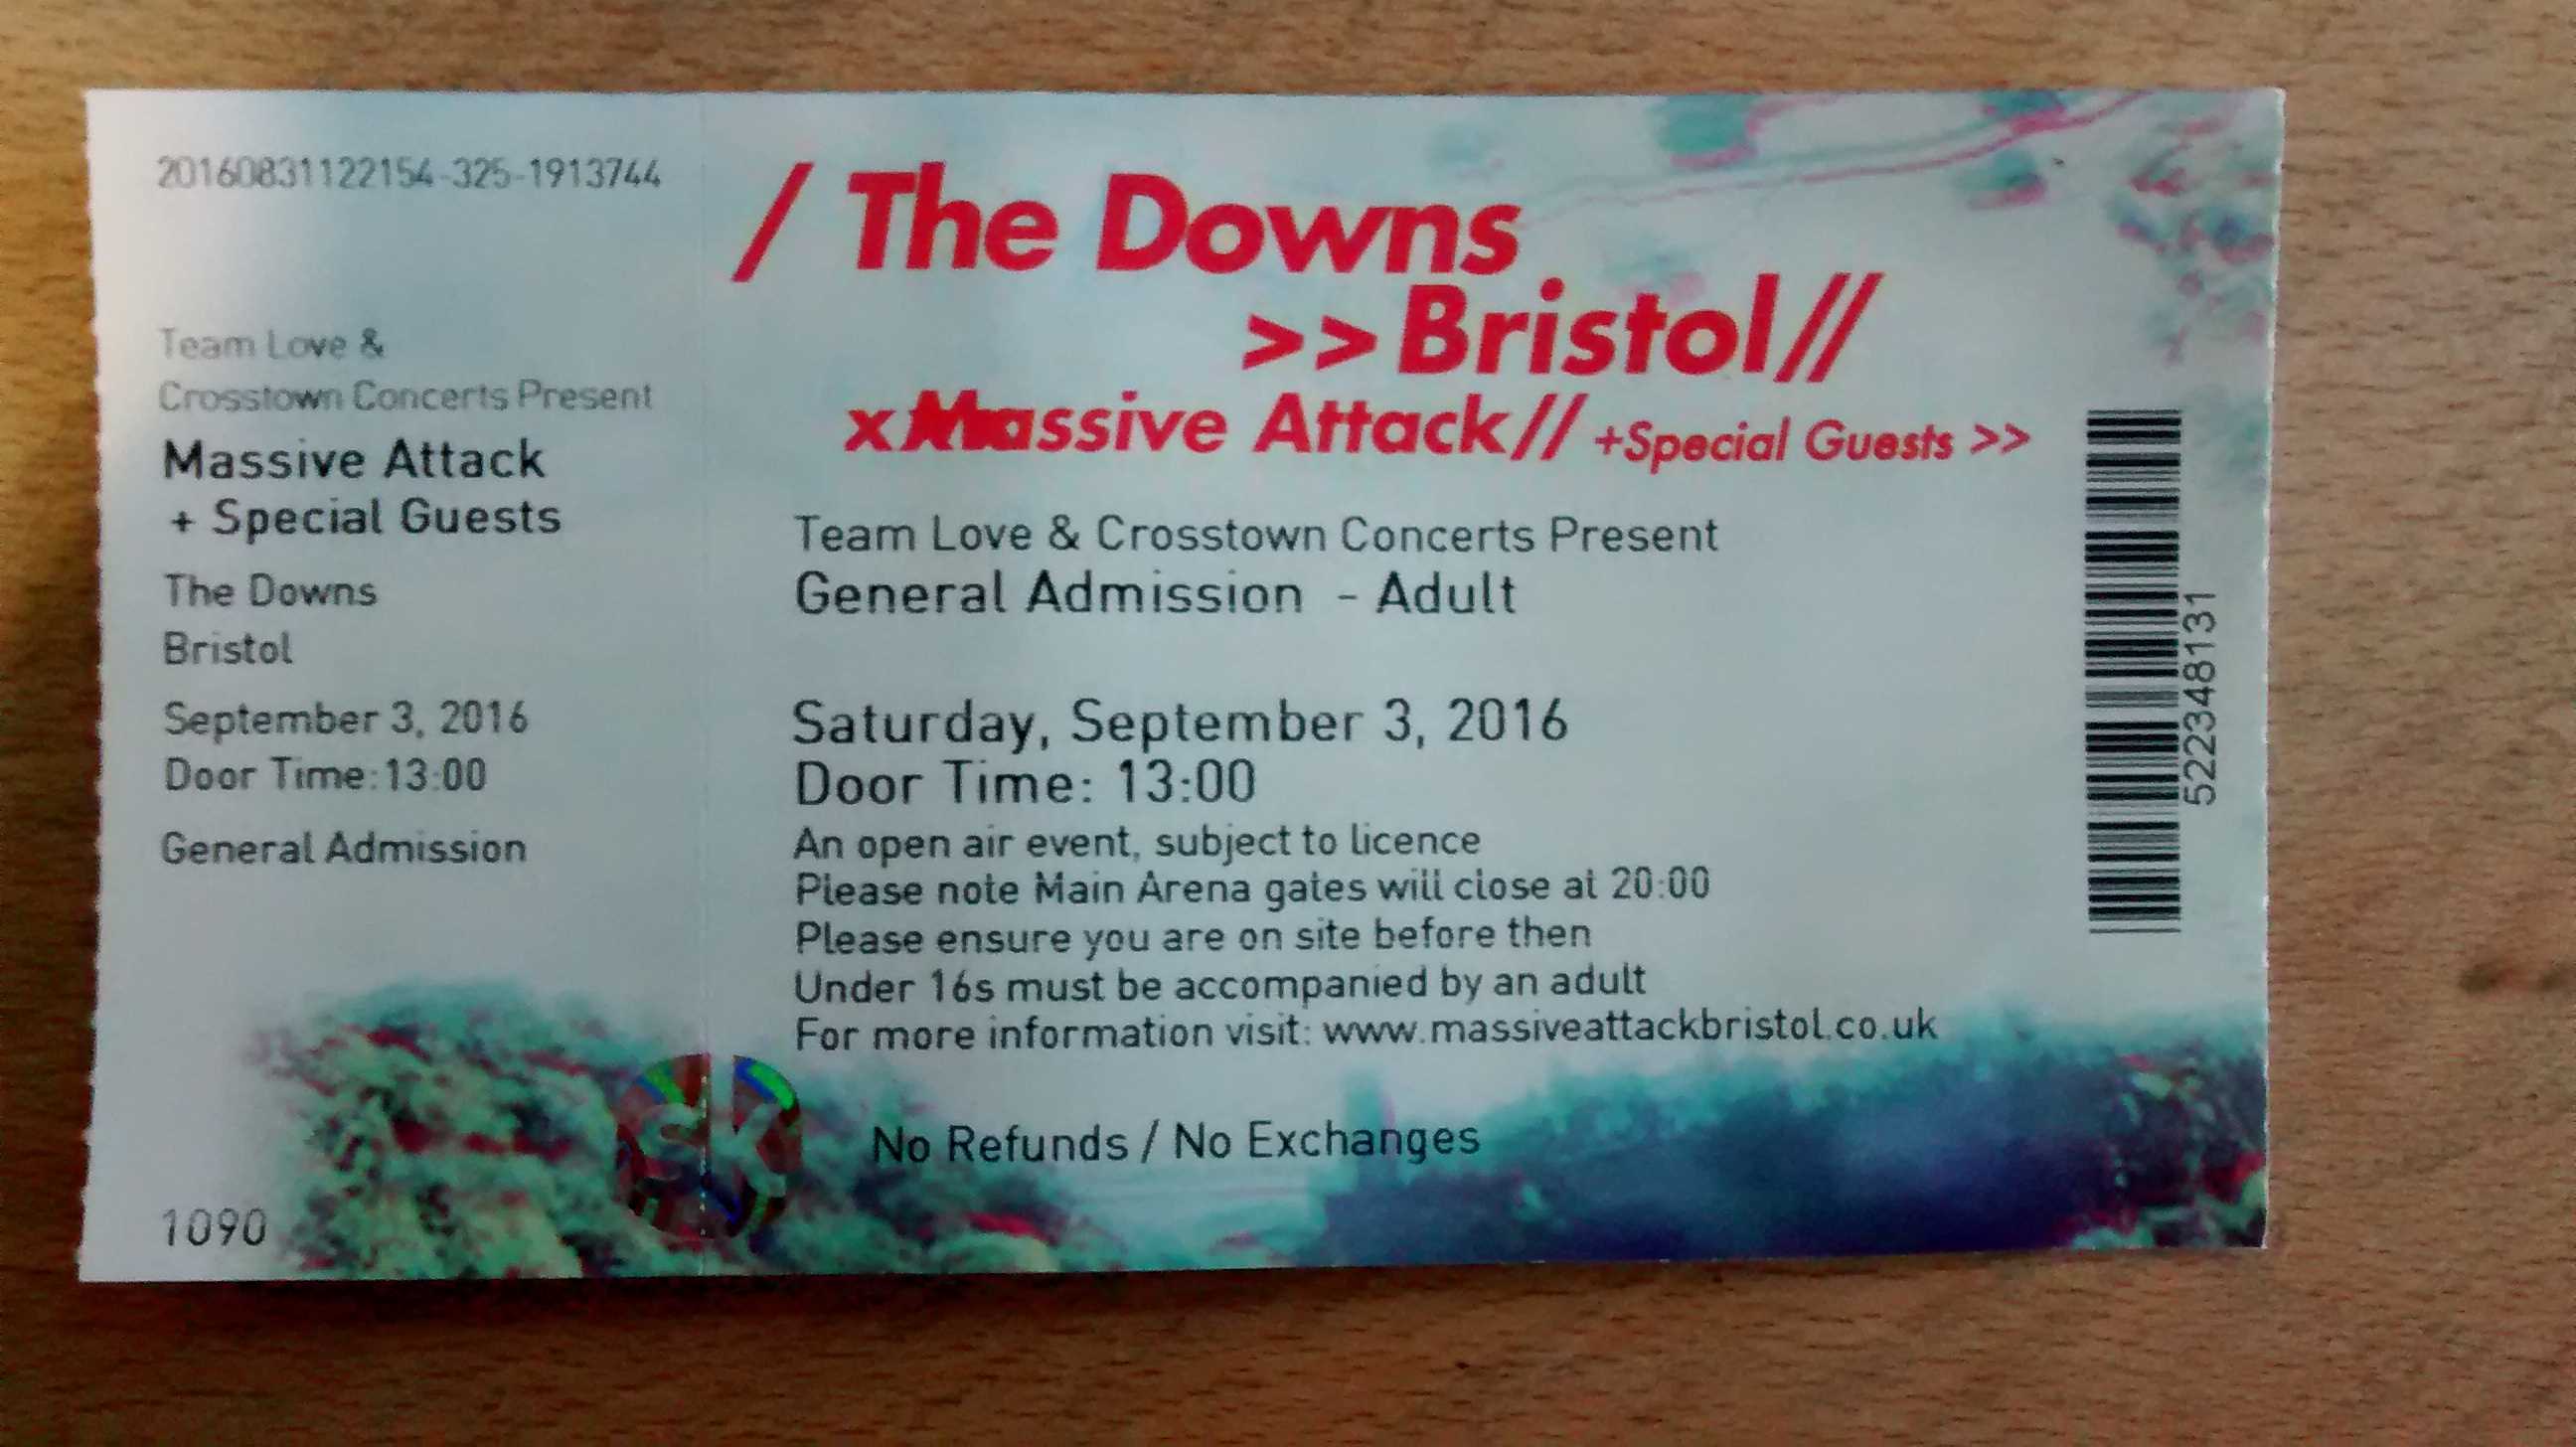 20160831122154-325-1913744
Team Love &
Crosstown Concerts Present
Massive Attack
+ Special Guests
The Downs
Bristol
September 3, 2016
Door Time: 13:00
General Admission
1090
/ The Downs
>> Bristol //
x Massive Attack // +Special Guests >>
Team Love & Crosstown Concerts Present
General Admission - Adult
Saturday, September 3, 2016
Door Time: 13:00
An open air event, subject to licence
Please note Main Arena gates will close at 20:00
Please ensure you are on site before then
Under 16s must be accompanied by an adult
For more information visit: www.massiveattackbristol.co.uk
No Refunds / No Exchanges
SK
522348131